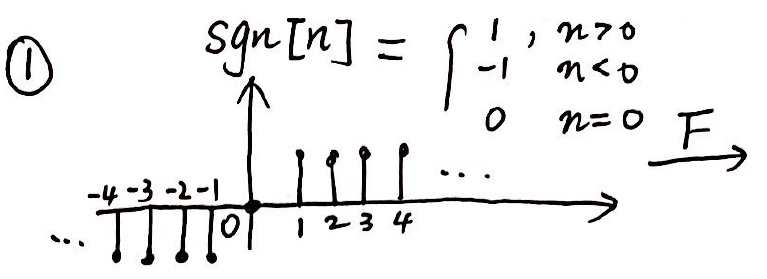 ① sgn[n] = { 1 , n>0
-1 n<0
0 n=0 F
...
-4 -3 -2 -1
... 0 1 2 3 4